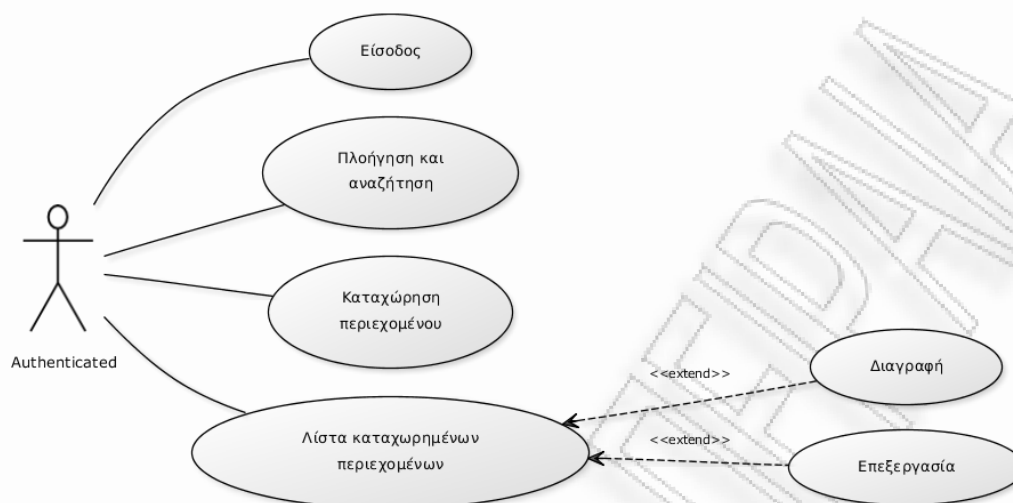 Είσοδος
Πλοήγηση και
αναζήτηση
Καταχώρηση
περιεχομένου
Authenticated
<<extend>>
Διαγραφή
Λίστα καταχωρημένων
περιεχομένων
<<extend>>
Επεξεργασία